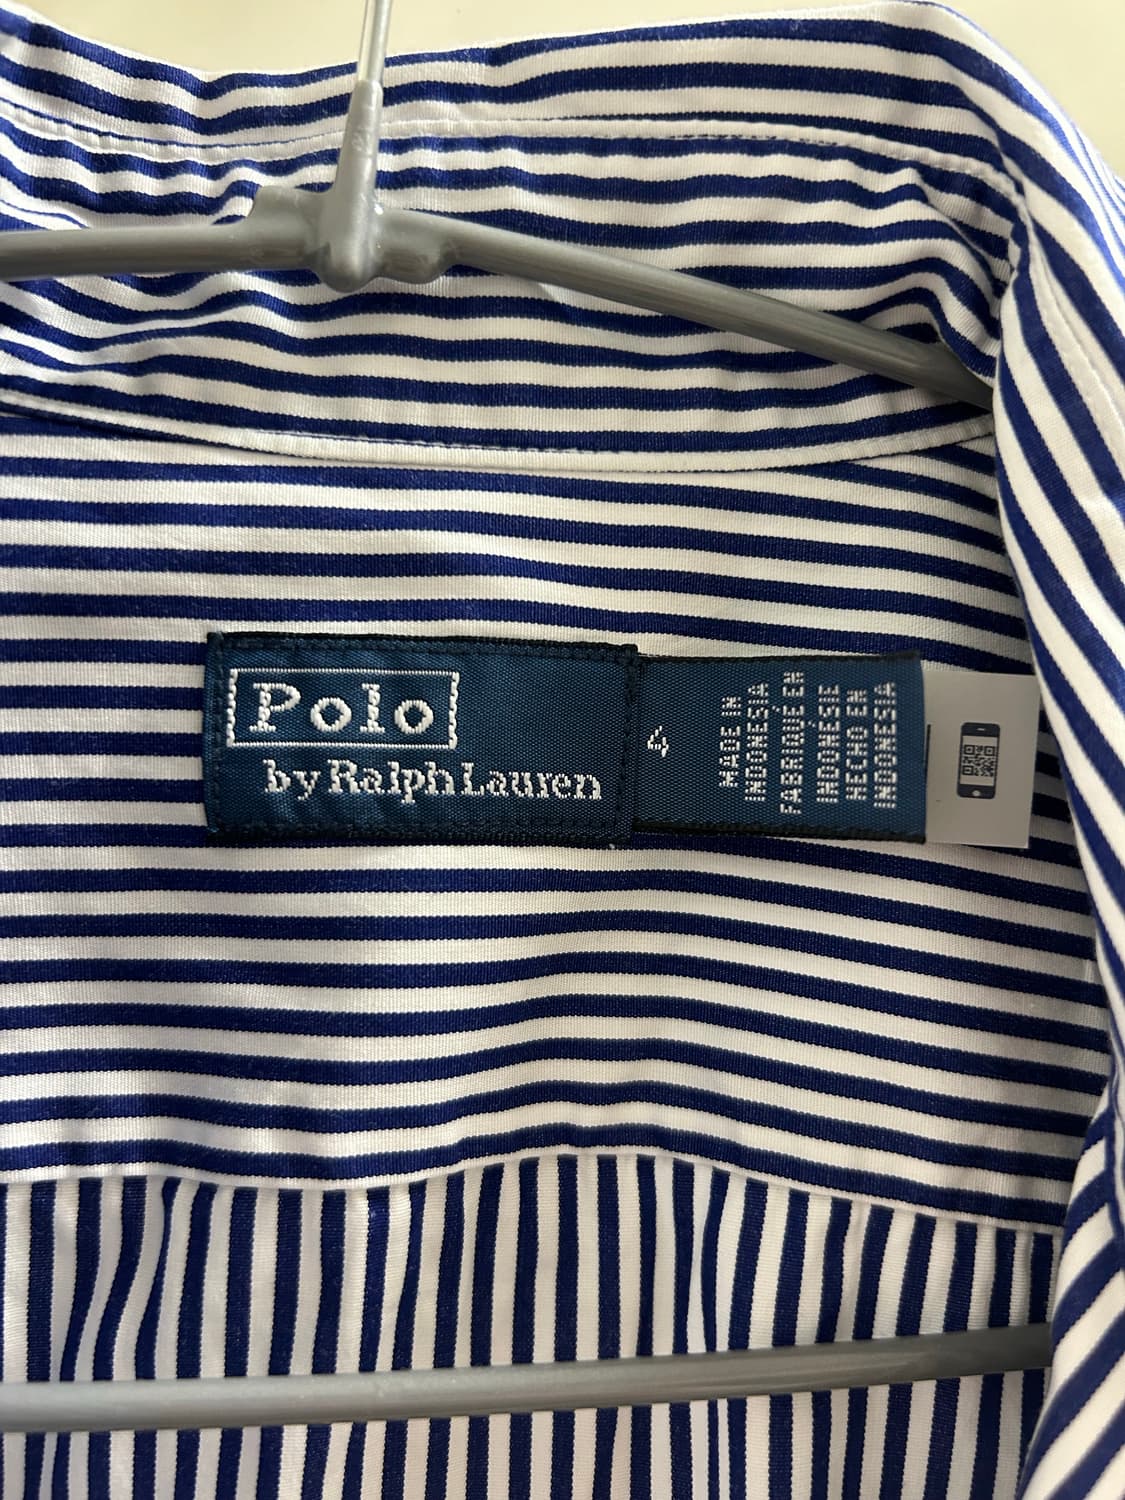 Polo
by Ralph Lauren
4
MADE IN
INDONESIA
FABRIQUÉ EN
INDONÉSIE
HECHO EN
INDONESIA